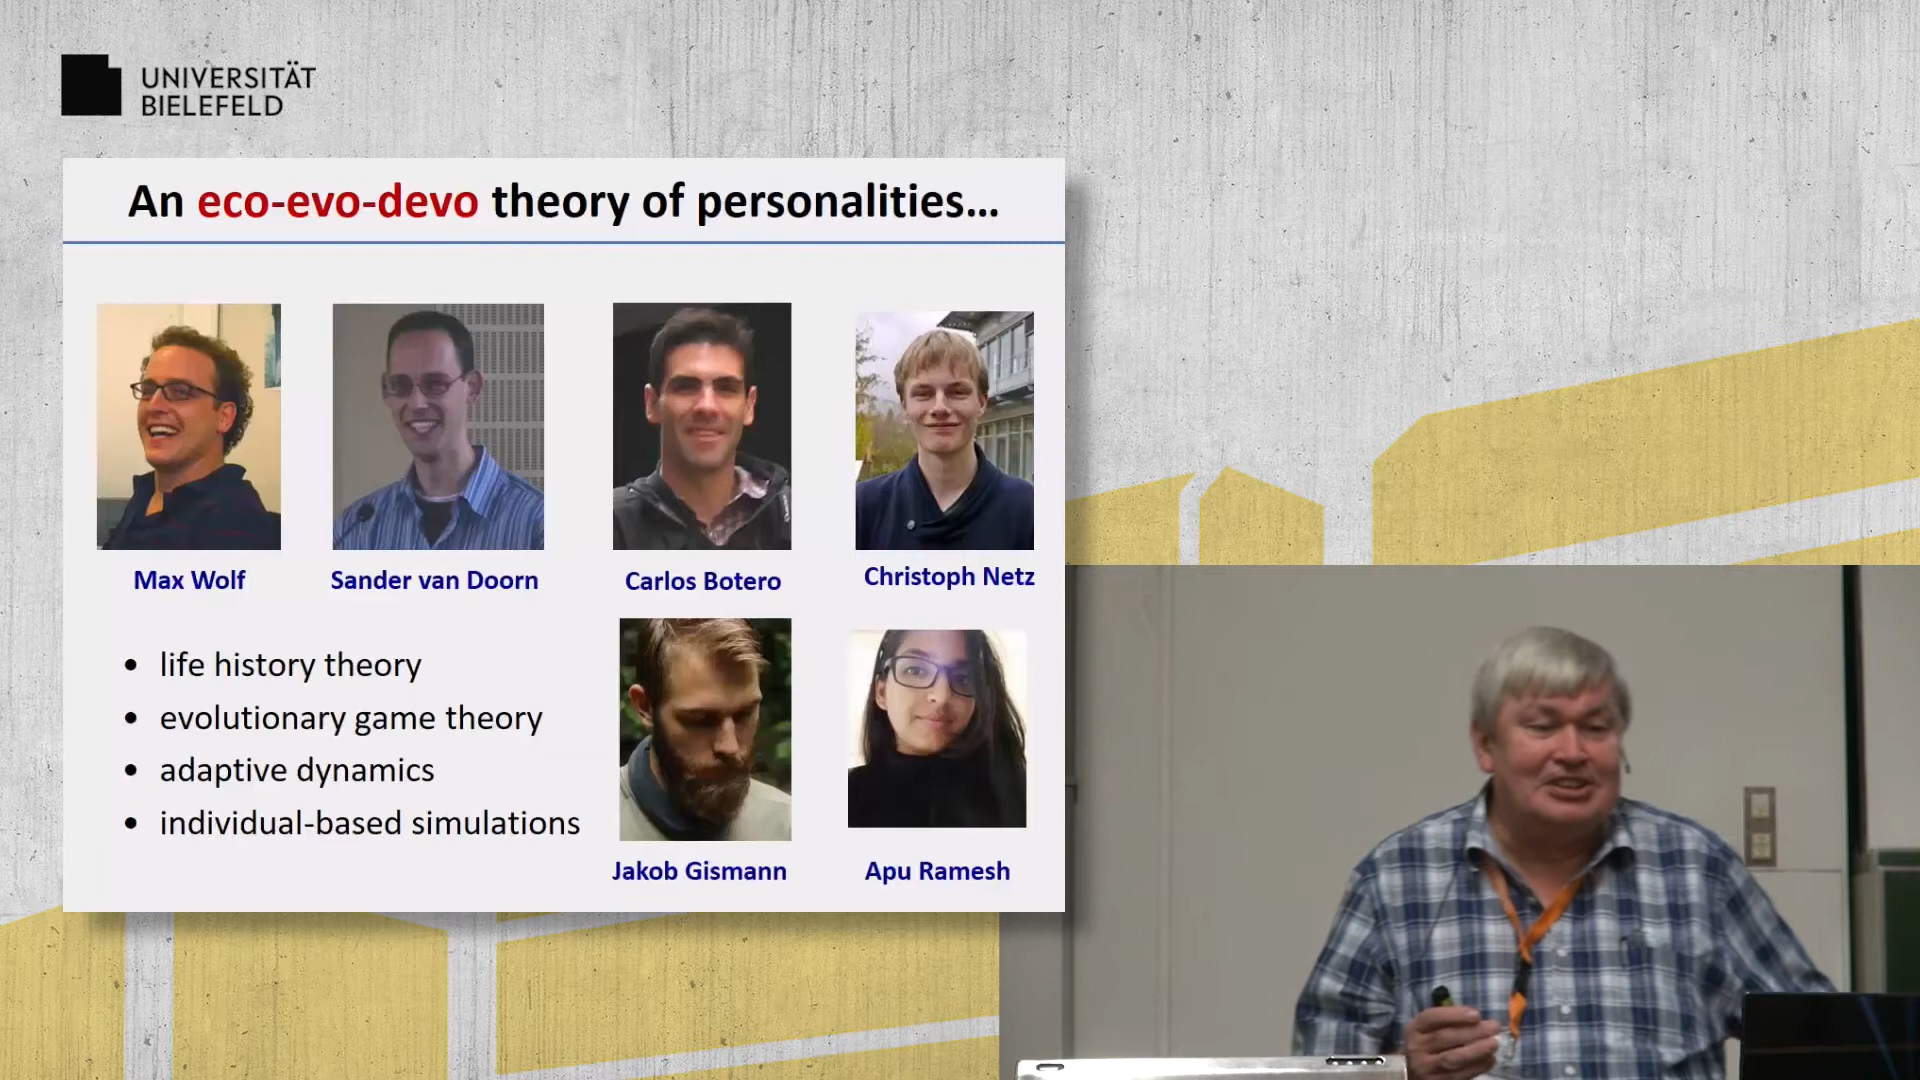 UNIVERSITÄT
BIELEFELD
An eco-evo-devo theory of personalities...
Max Wolf
Sander van Doorn
Carlos Botero
Christoph Netz
• life history theory
• evolutionary game theory
• adaptive dynamics
• individual-based simulations
Jakob Gismann
Apu Ramesh